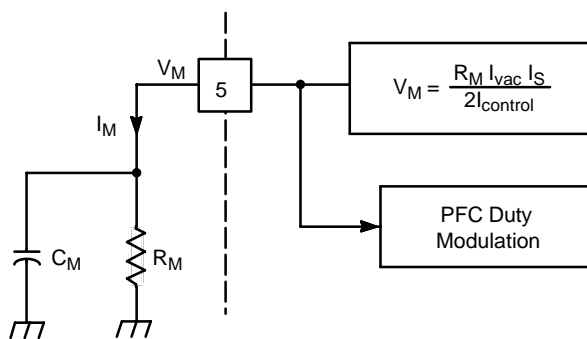 V_M
5
V_M = R_M I_vac I_S / 2I_control
I_M
PFC Duty
Modulation
C_M
R_M